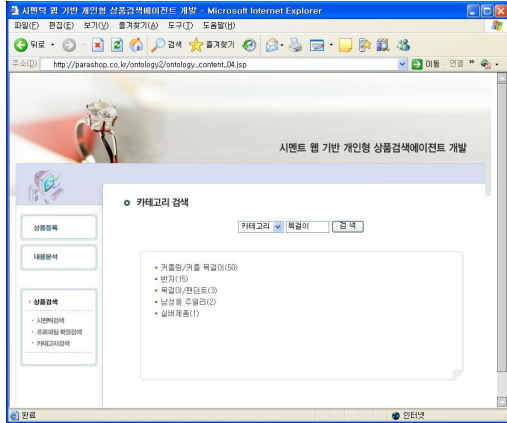 시멘틱 웹 기반 개인형 상품검색에이전트 개발 - Microsoft Internet Explorer
파일(F) 편집(E) 보기(V) 즐겨찾기(A) 도구(T) 도움말(H)
뒤로 검색 즐겨찾기
주소(D) http://parashop.co.kr/ontology2/ontology_content_04.jsp 이동 연결 »
시멘트 웹 기반 개인형 상품검색에이전트 개발
카테고리 검색
카테고리 목걸이 검 색
상품등록
내용분석
상품검색
· 시멘틱검색
· 프로파일 확장검색
· 카테고리검색
• 커플링/커플 목걸이(50)
• 반지(15)
• 목걸이/팬던트(3)
• 남성용 주얼리(2)
• 실버제품(1)
완료 인터넷